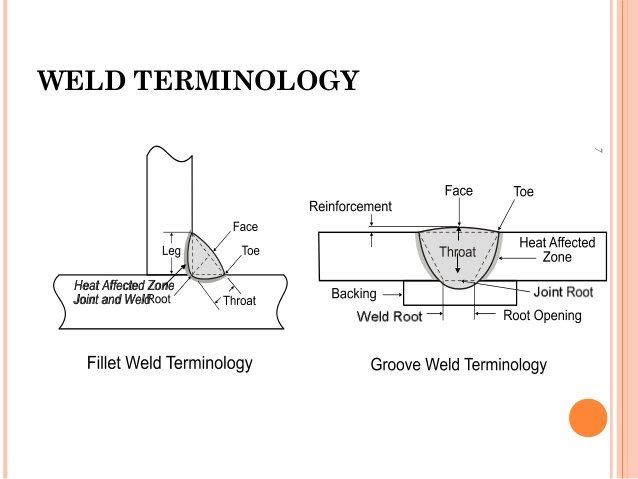 WELD TERMINOLOGY
7
Face
Leg
Toe
Heat Affected Zone
Joint and Weld Root
Throat
Fillet Weld Terminology
Face
Toe
Reinforcement
Throat
Heat Affected
Zone
Backing
Joint Root
Weld Root
Root Opening
Groove Weld Terminology